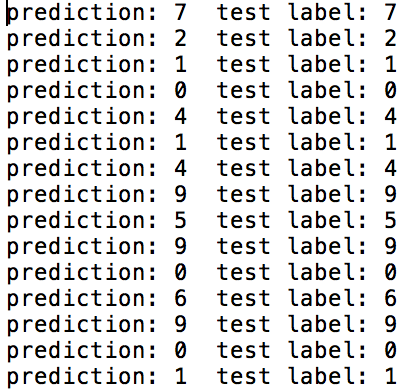 prediction: 7  test label: 7
prediction: 2  test label: 2
prediction: 1  test label: 1
prediction: 0  test label: 0
prediction: 4  test label: 4
prediction: 1  test label: 1
prediction: 4  test label: 4
prediction: 9  test label: 9
prediction: 5  test label: 5
prediction: 9  test label: 9
prediction: 0  test label: 0
prediction: 6  test label: 6
prediction: 9  test label: 9
prediction: 0  test label: 0
prediction: 1  test label: 1